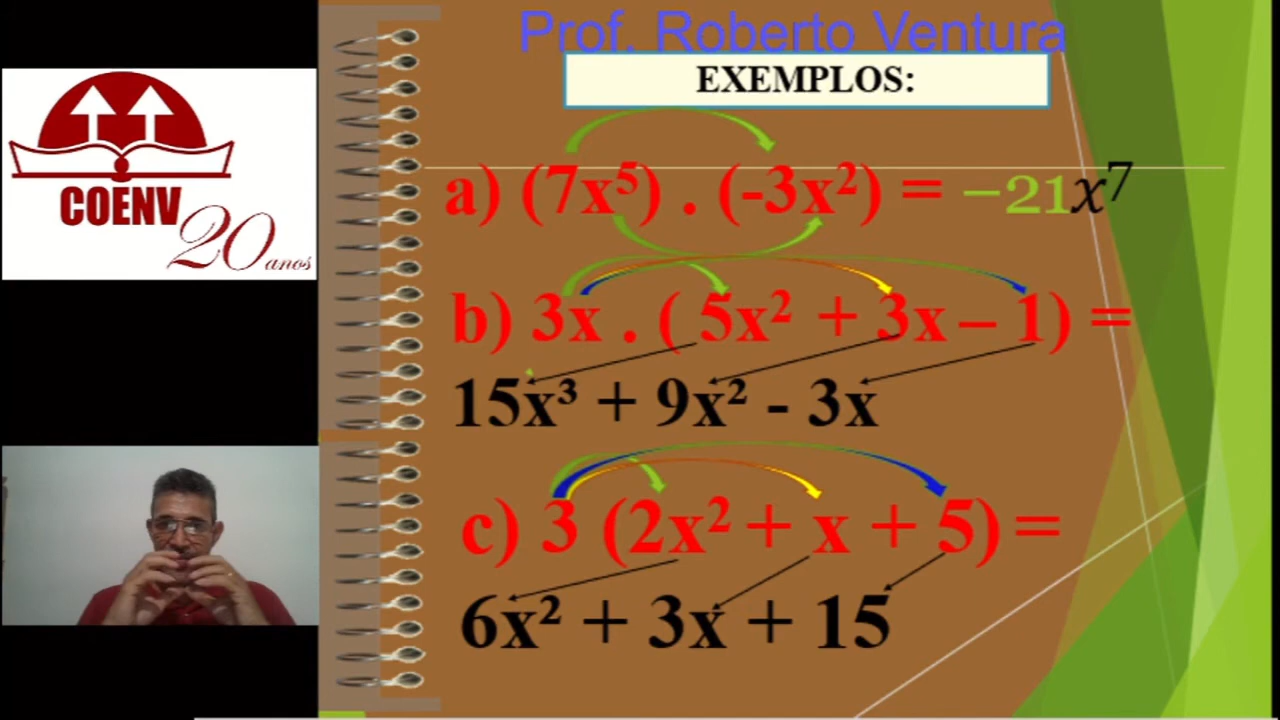 Prof. Roberto Ventura
EXEMPLOS:
COENV
20 anos
a) (7x⁵) . (-3x²) = −21x⁷
b) 3x . ( 5x² + 3x – 1) =
15x³ + 9x² - 3x
c) 3 (2x² + x + 5) =
6x² + 3x + 15